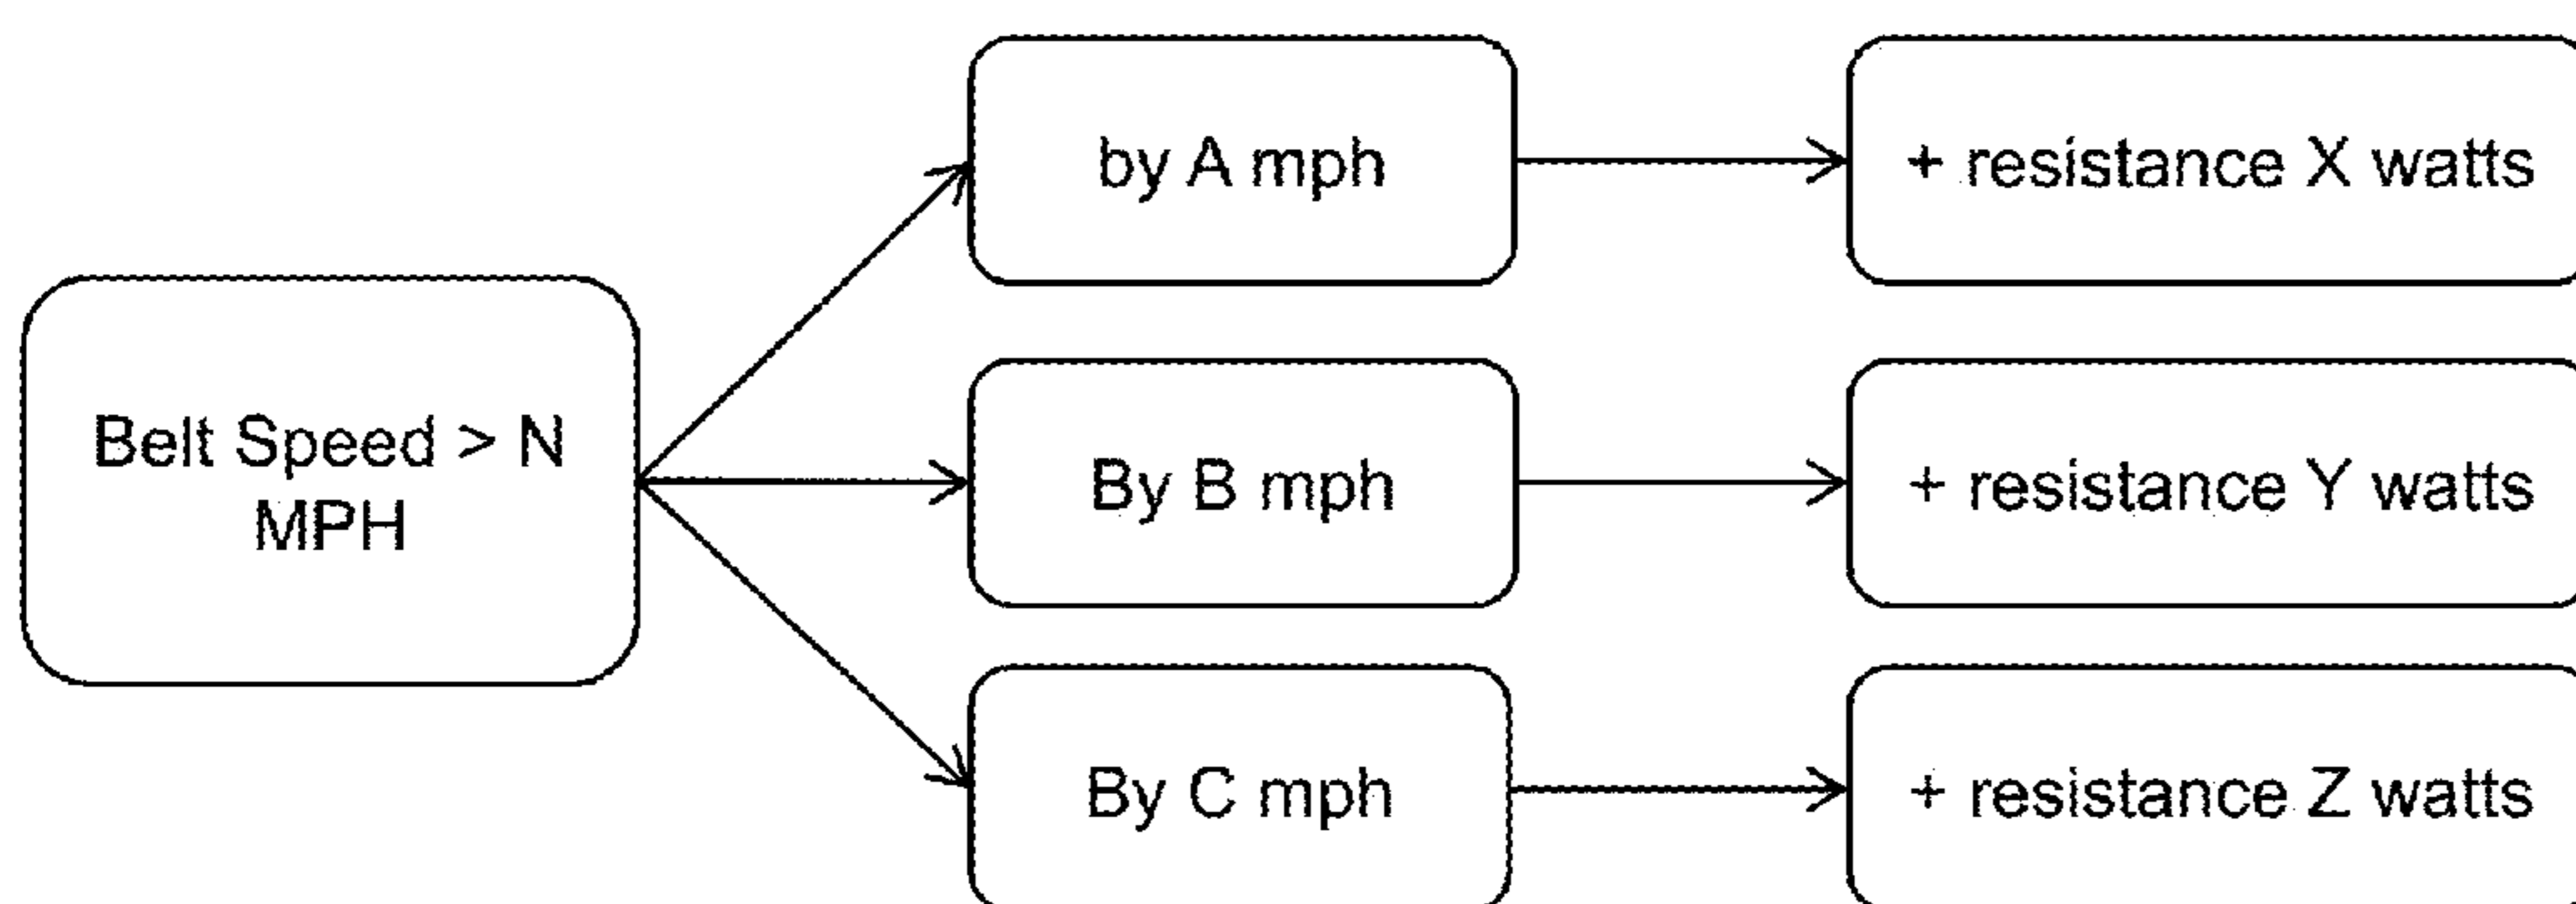 by A mph
+ resistance X watts
Belt Speed > N
MPH
By B mph
+ resistance Y watts
By C mph
+ resistance Z watts